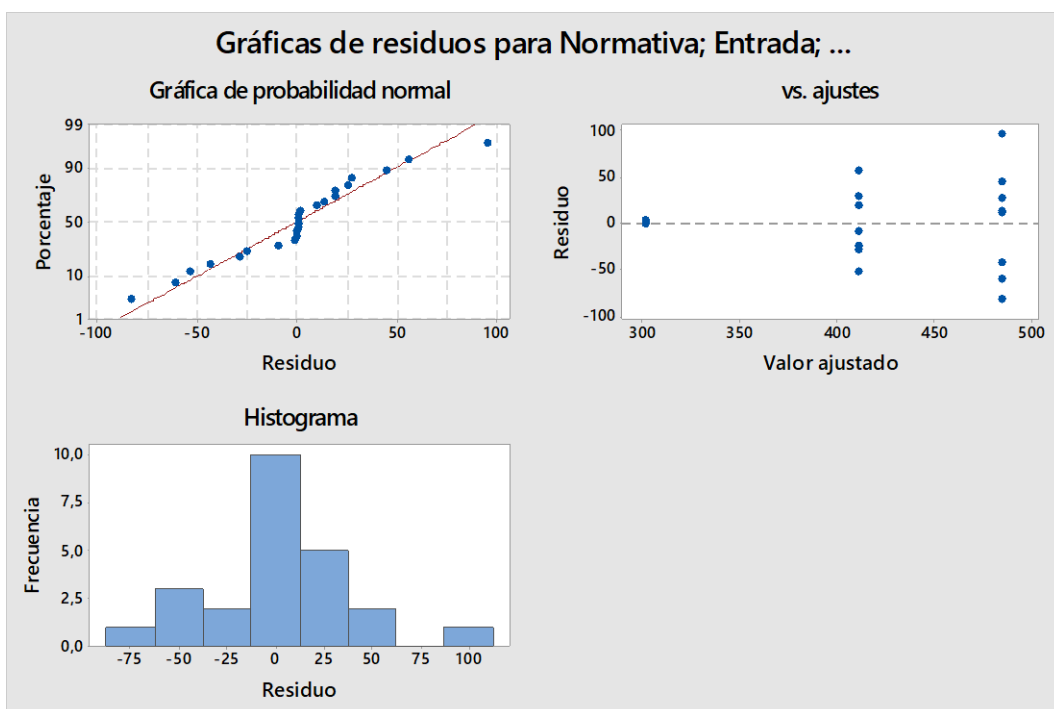 Gráficas de residuos para Normativa; Entrada; ...
Gráfica de probabilidad normal
99
90
50
10
1
Porcentaje
-100 -50 0 50 100
Residuo
vs. ajustes
100
50
0
-50
-100
Residuo
300 350 400 450 500
Valor ajustado
Histograma
10,0
7,5
5,0
2,5
0,0
Frecuencia
-75 -50 -25 0 25 50 75 100
Residuo